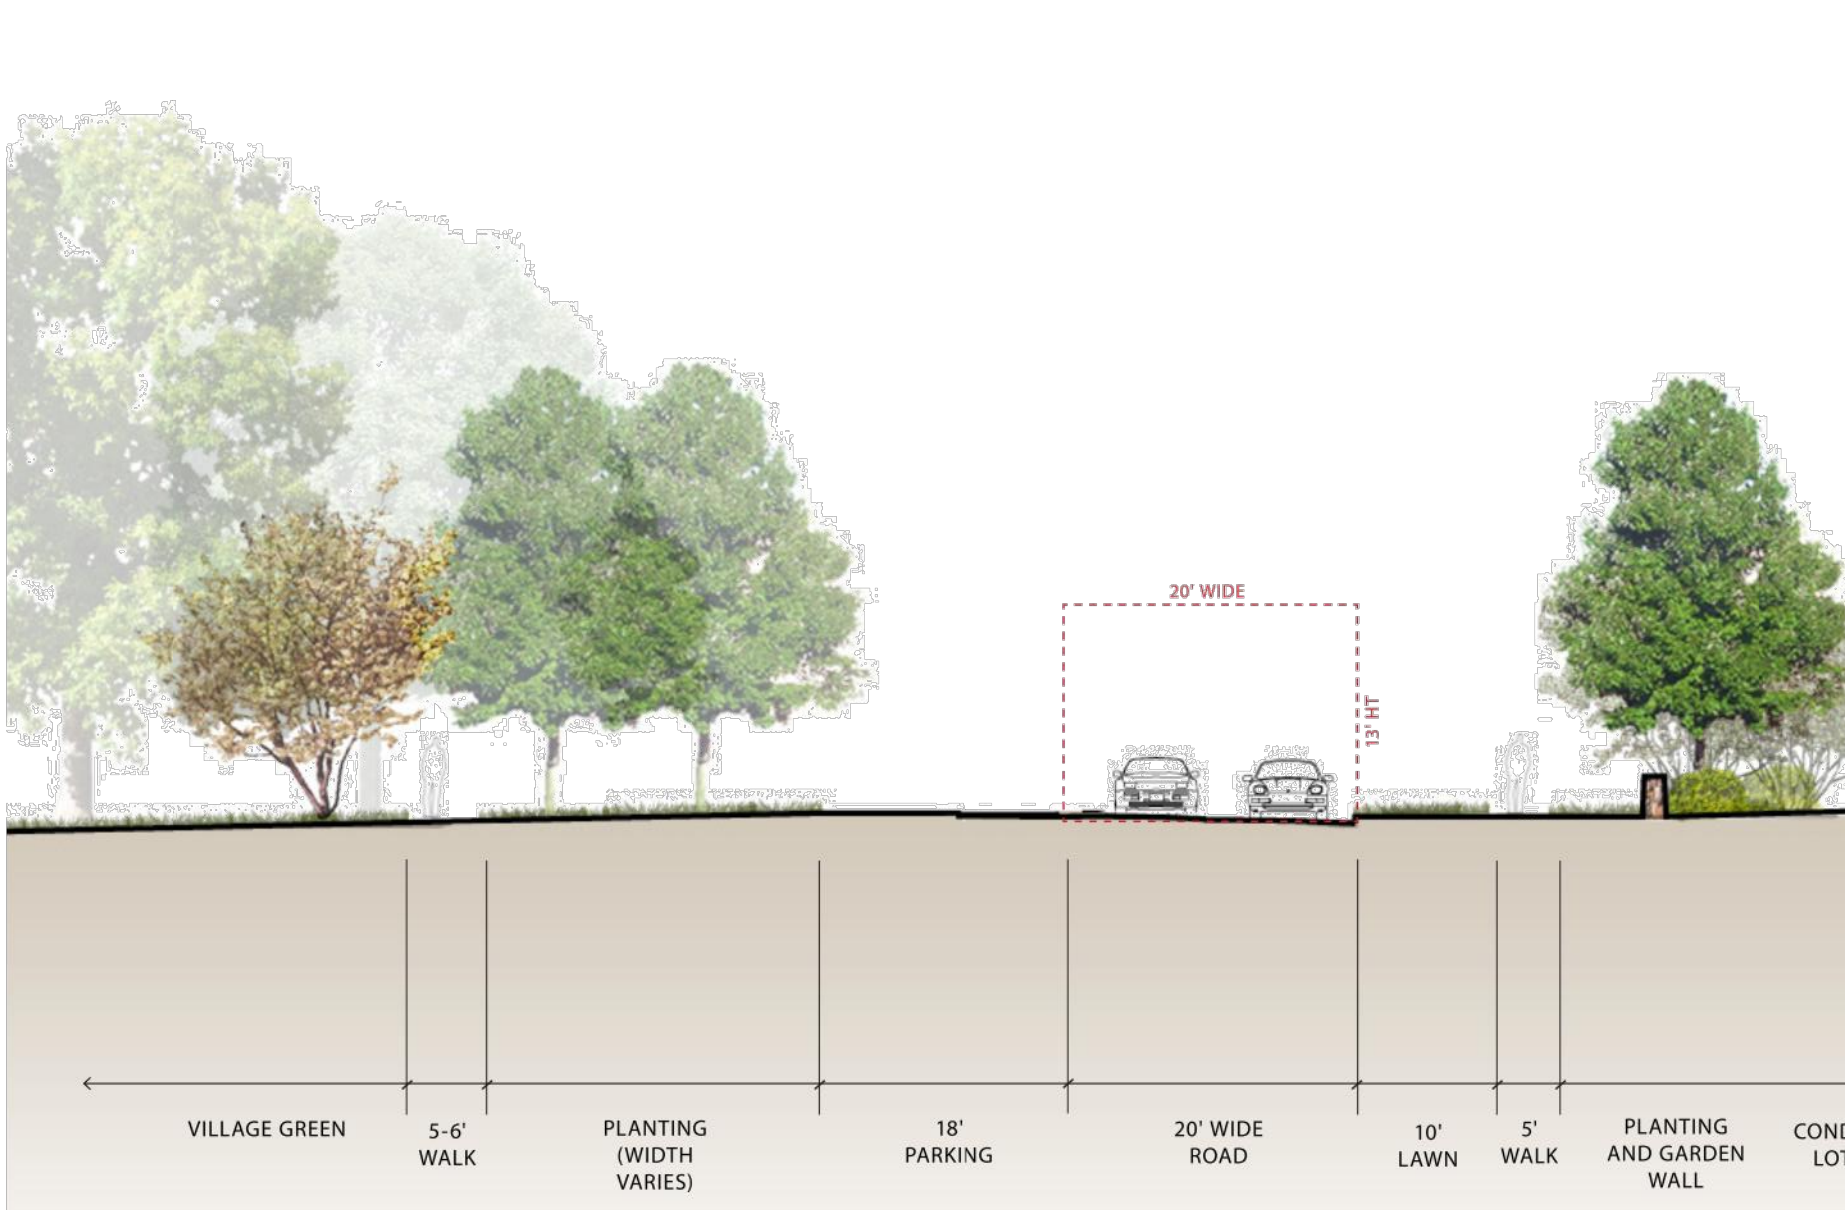 20' WIDE
13' HT
VILLAGE GREEN
5-6'
WALK
PLANTING
(WIDTH
VARIES)
18'
PARKING
20' WIDE
ROAD
10'
LAWN
5'
WALK
PLANTING
AND GARDEN
WALL